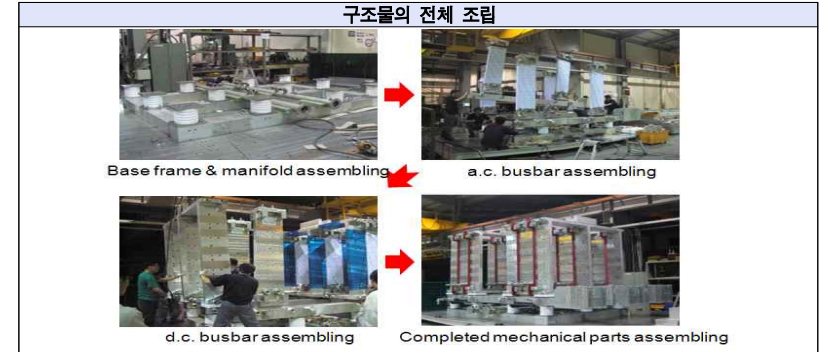 구조물의 전체 조립
Base frame & manifold assembling
a.c. busbar assembling
d.c. busbar assembling
Completed mechanical parts assembling